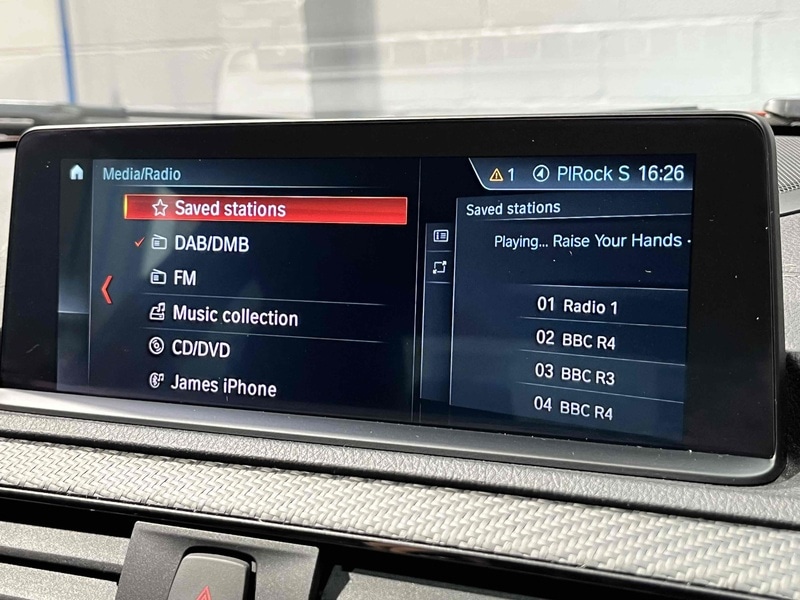 Media/Radio
1 PlRock S 16:26
Saved stations
DAB/DMB
FM
Music collection
CD/DVD
James iPhone
Saved stations
Playing... Raise Your Hands
01 Radio 1
02 BBC R4
03 BBC R3
04 BBC R4